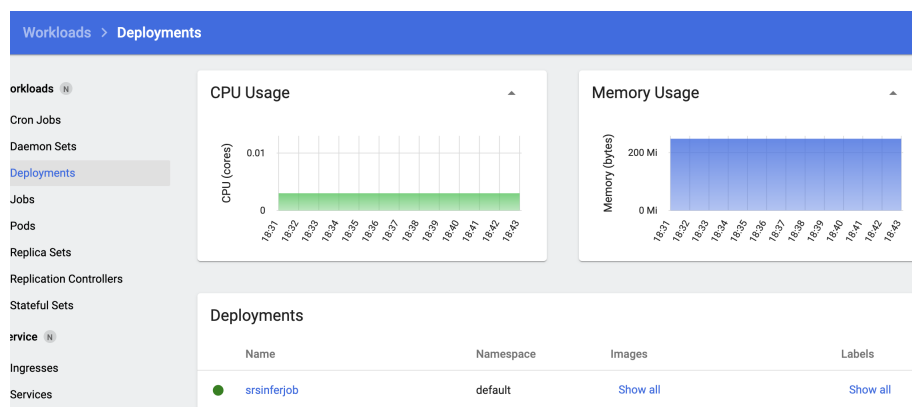 Workloads > Deployments
orkloads N
Cron Jobs
Daemon Sets
Deployments
Jobs
Pods
Replica Sets
Replication Controllers
Stateful Sets
ervice N
Ingresses
Services
CPU Usage
CPU (cores)
0.01
0
18:31 18:32 18:33 18:34 18:35 18:36 18:37 18:38 18:39 18:40 18:41 18:42 18:43
Memory Usage
Memory (bytes)
200 Mi
0 Mi
18:31 18:32 18:33 18:34 18:35 18:36 18:37 18:38 18:39 18:40 18:41 18:42 18:43
Deployments
Name Namespace Images Labels
srsinferjob default Show all Show all